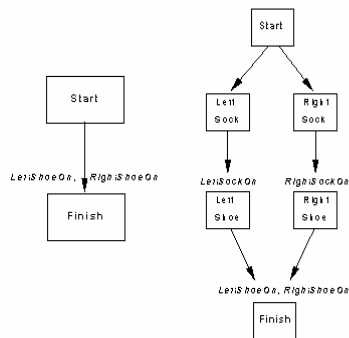 Start
LeftShoeOn, RightShoeOn
Finish
Start
Left Sock
Right Sock
LeftSockOn
RightSockOn
Left Shoe
Right Shoe
LeftShoeOn, RightShoeOn
Finish